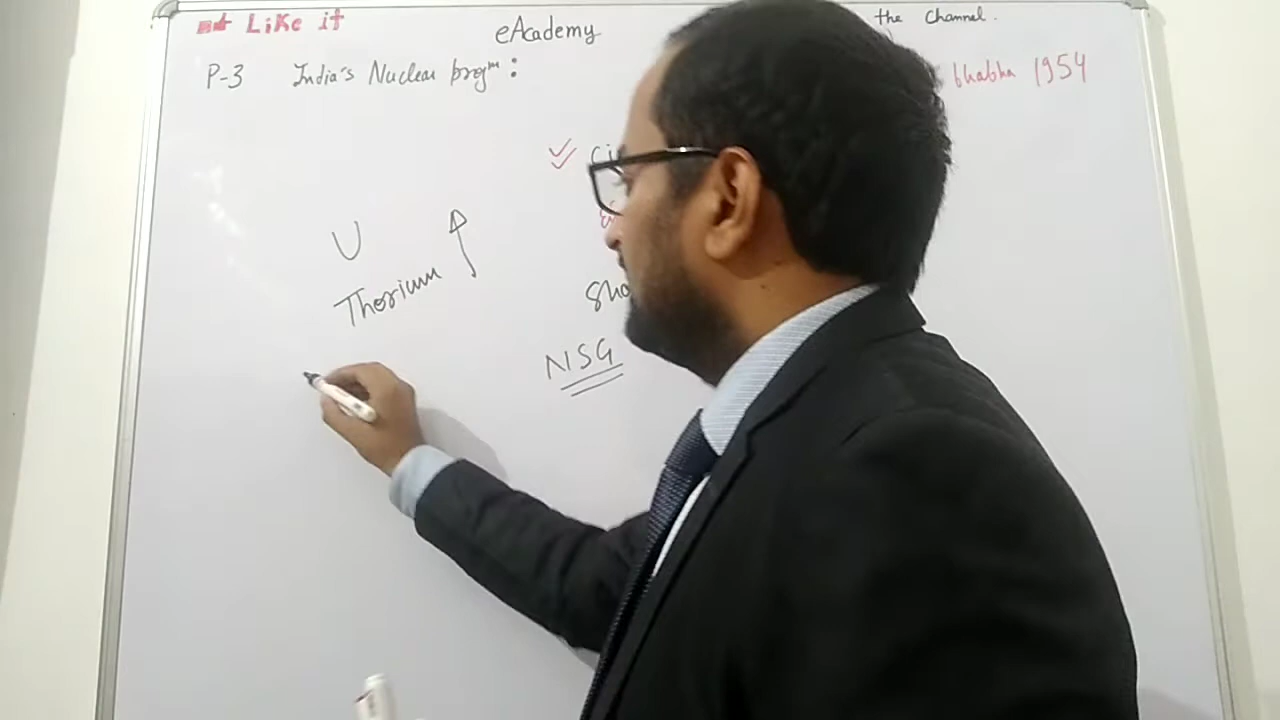 Like it
eAcademy
the Channel.
P-3 India's Nuclear progm :
bhabha 1954
U
Thorium ↑
NSG